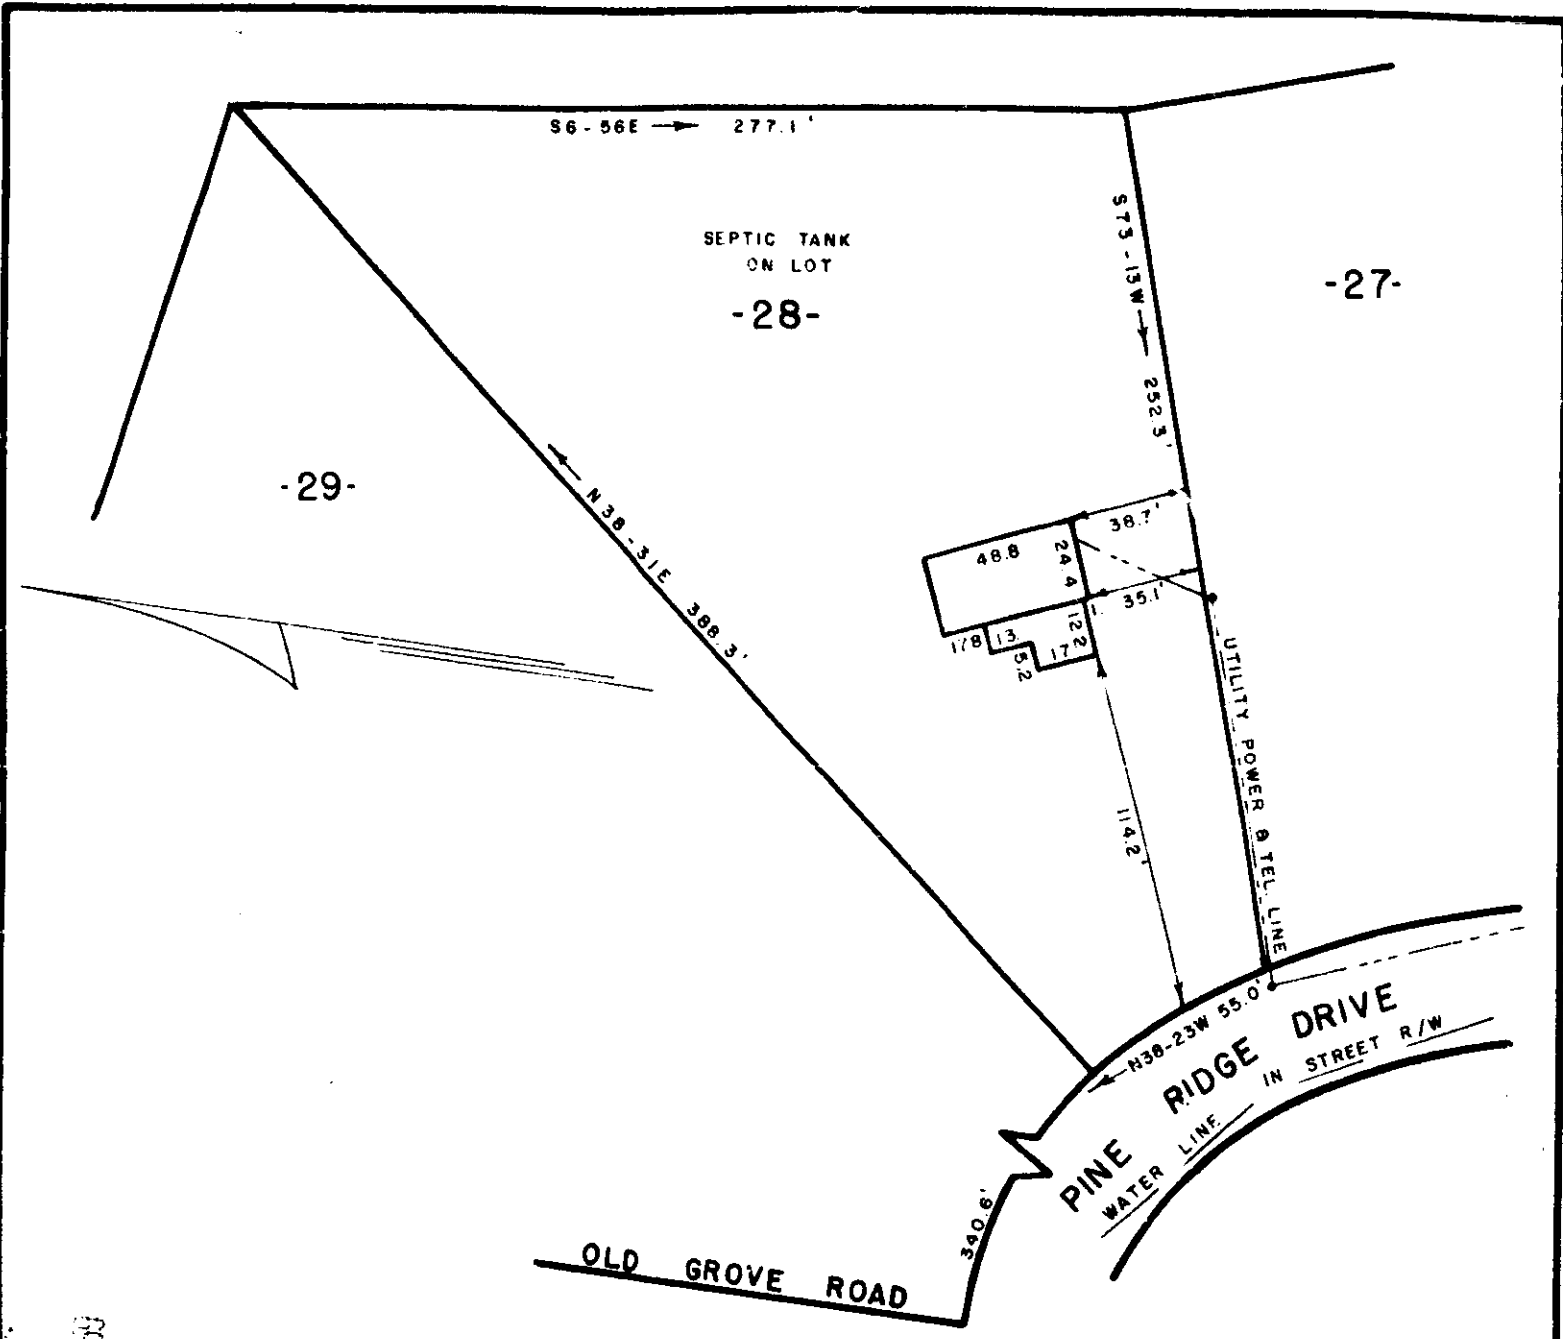 S6-56E 277.1'
SEPTIC TANK
ON LOT
-28-
S73-13W 252.3'
-27-
-29-
N38-31E 388.3'
38.7'
48.8
24.4
35.1'
1.
12.2
17.8
13.
5.2
17
114.2'
UTILITY POWER & TEL. LINE
N38-23W 55.0'
PINE RIDGE DRIVE
WATER LINE IN STREET R/W
340.6'
OLD GROVE ROAD